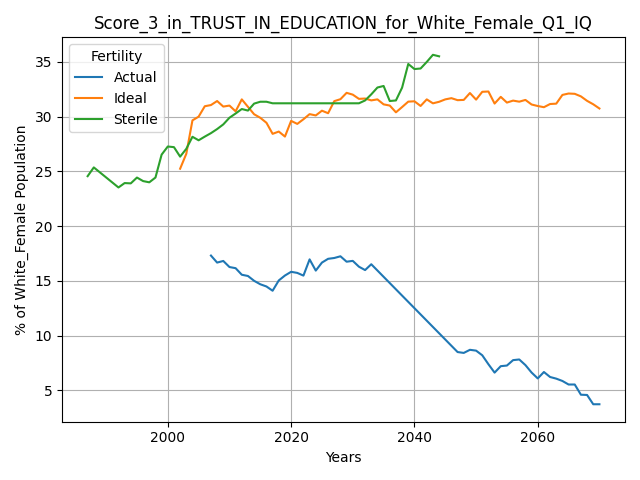 Score_3_in_TRUST_IN_EDUCATION_for_White_Female_Q1_IQ
Fertility
Actual
Ideal
Sterile
% of White_Female Population
35
30
25
20
15
10
5
2000 2020 2040 2060
Years